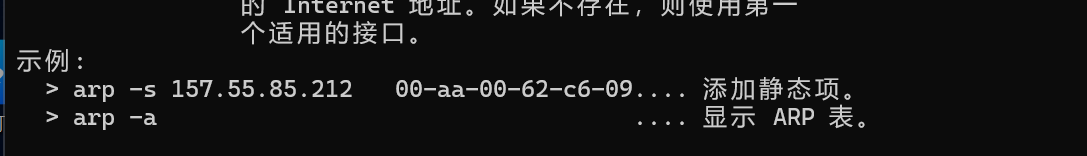 的 Internet 地址。如果不存在，则使用第一
个适用的接口。
示例:
> arp -s 157.55.85.212   00-aa-00-62-c6-09.... 添加静态项。
> arp -a                                  .... 显示 ARP 表。